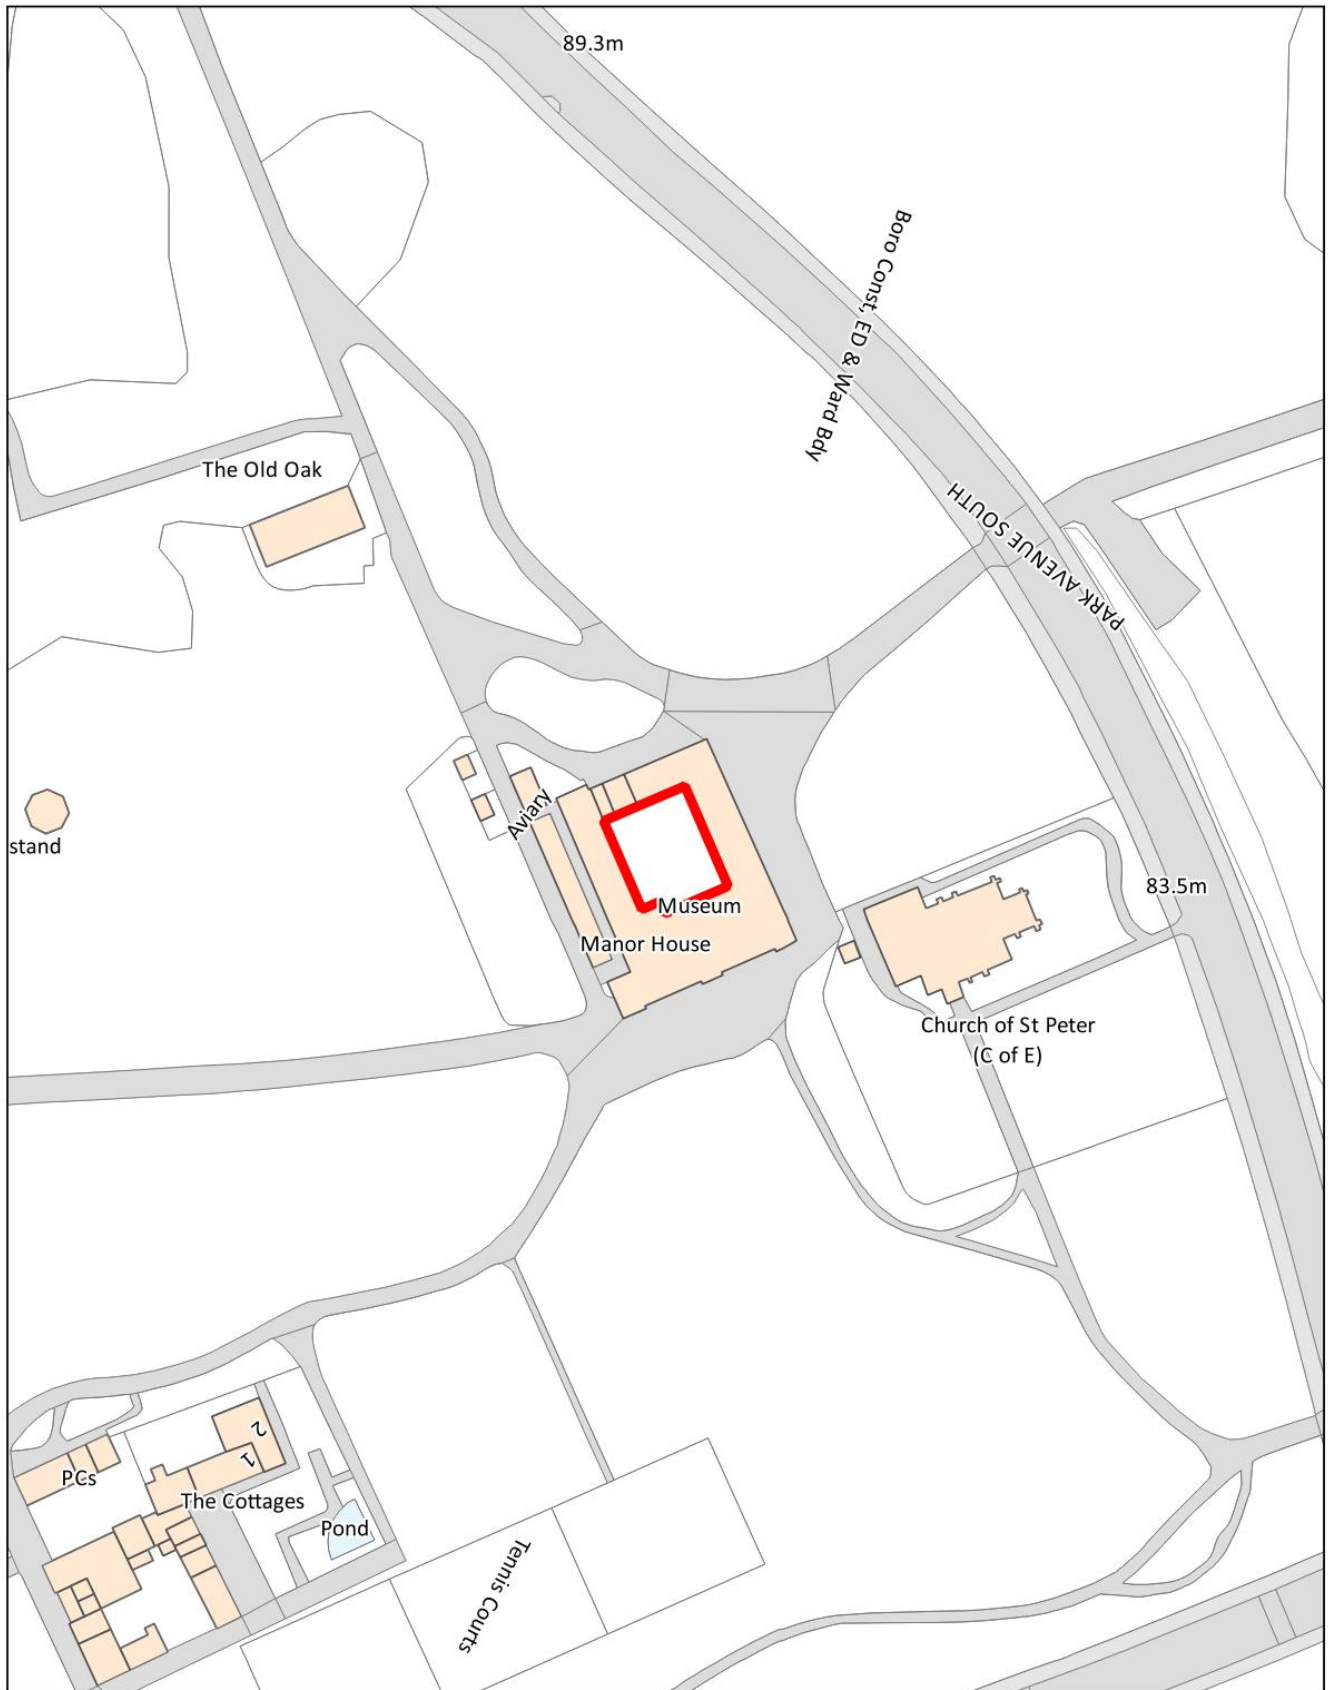 89.3m
Boro Const, ED & Ward Bdy
The Old Oak
PARK AVENUE SOUTH
Aviary
stand
83.5m
Museum
Manor House
Church of St Peter
(C of E)
2
1
PCs
The Cottages
Pond
Tennis Courts